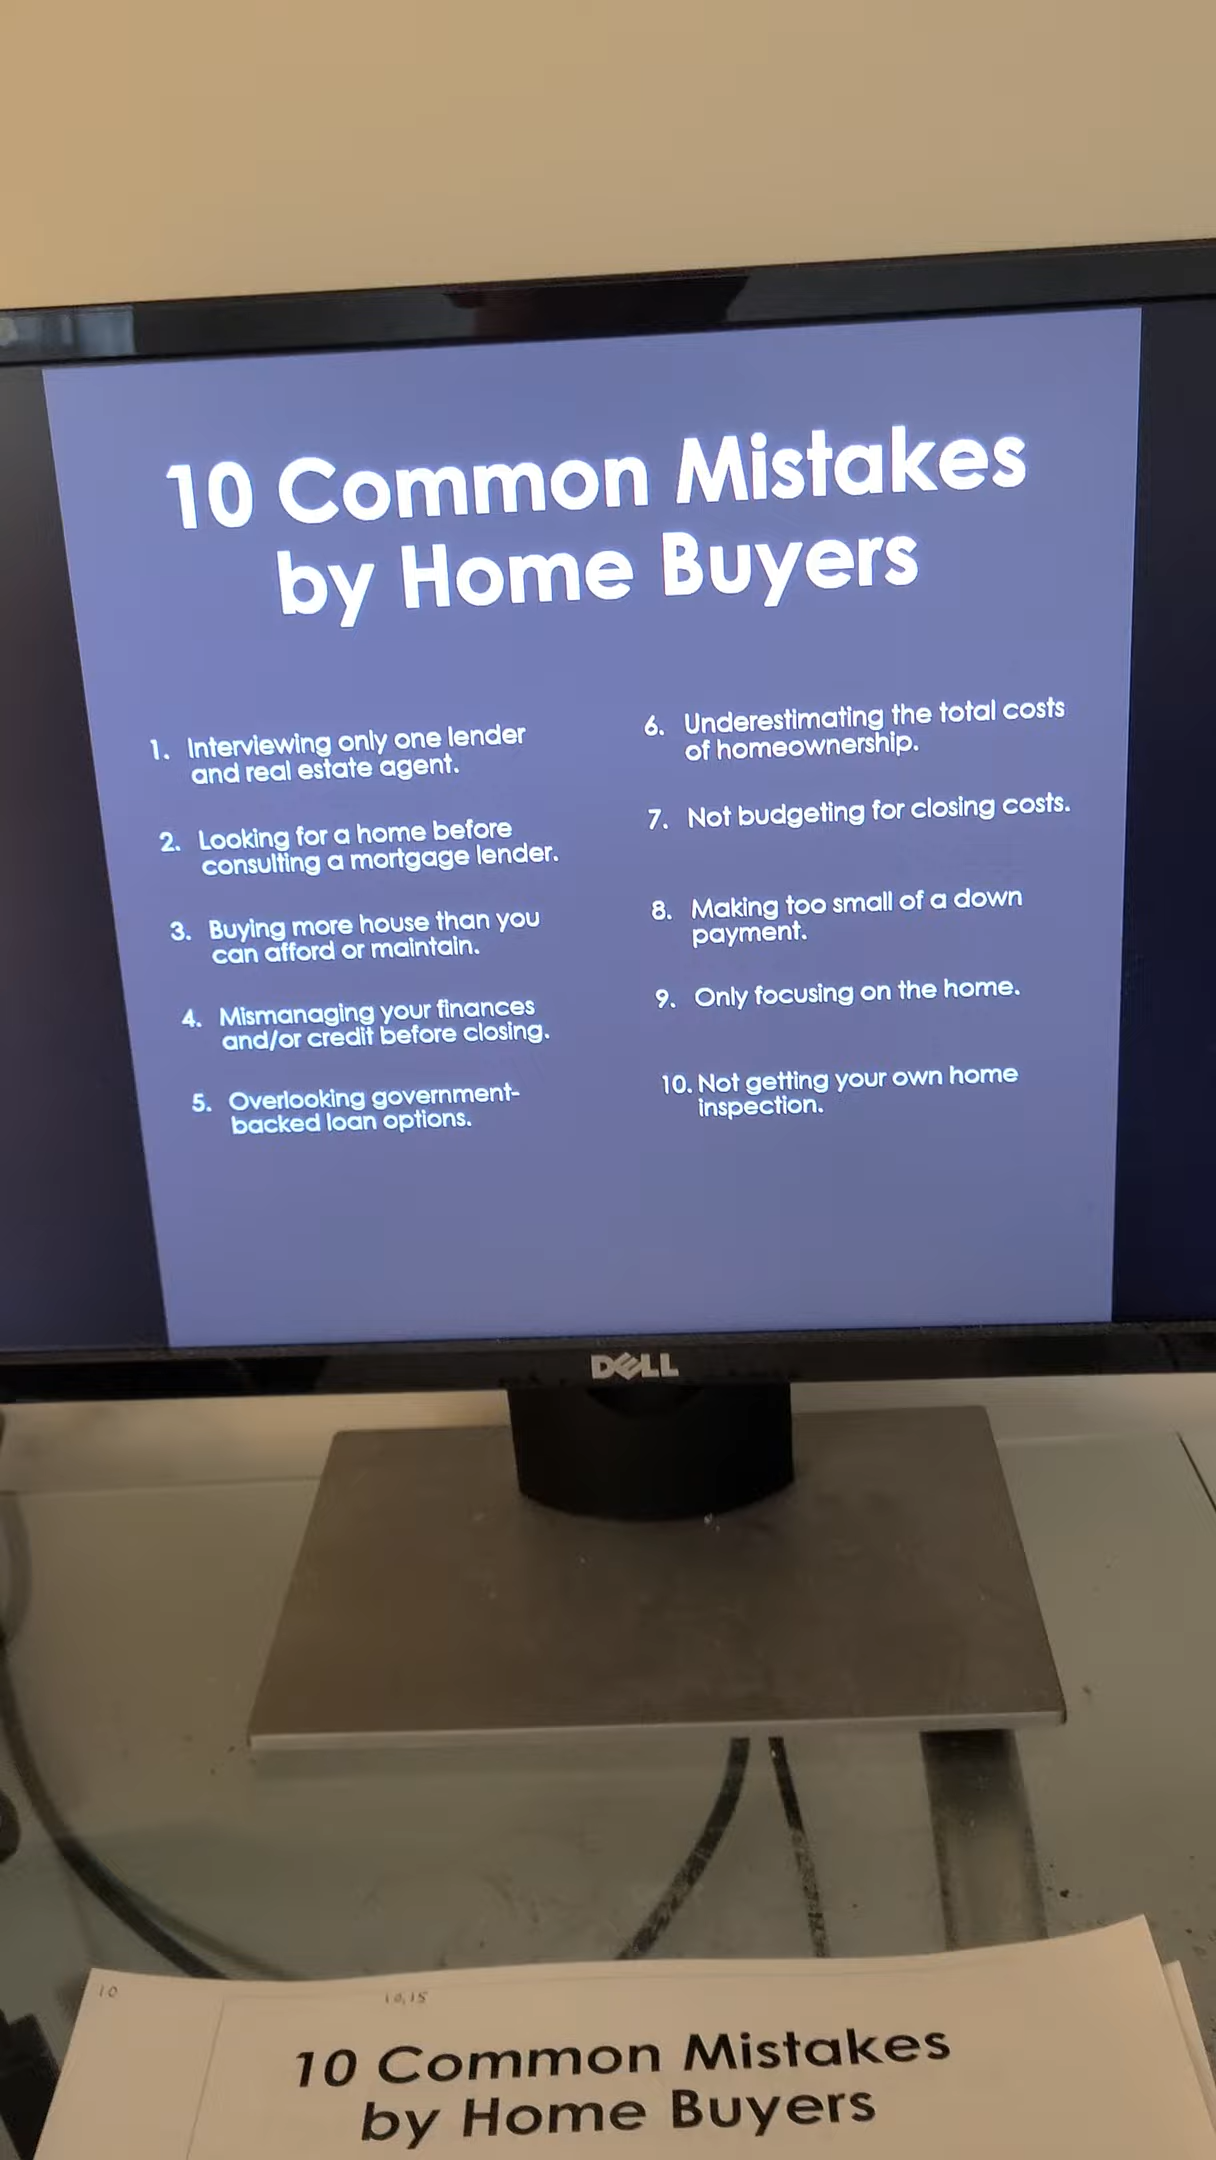 10 Common Mistakes
by Home Buyers
1. Interviewing only one lender
and real estate agent.
2. Looking for a home before
consulting a mortgage lender.
3. Buying more house than you
can afford or maintain.
4. Mismanaging your finances
and/or credit before closing.
5. Overlooking government-
backed loan options.
6. Underestimating the total costs
of homeownership.
7. Not budgeting for closing costs.
8. Making too small of a down
payment.
9. Only focusing on the home.
10. Not getting your own home
inspection.
DELL
10
10,15
10 Common Mistakes
by Home Buyers